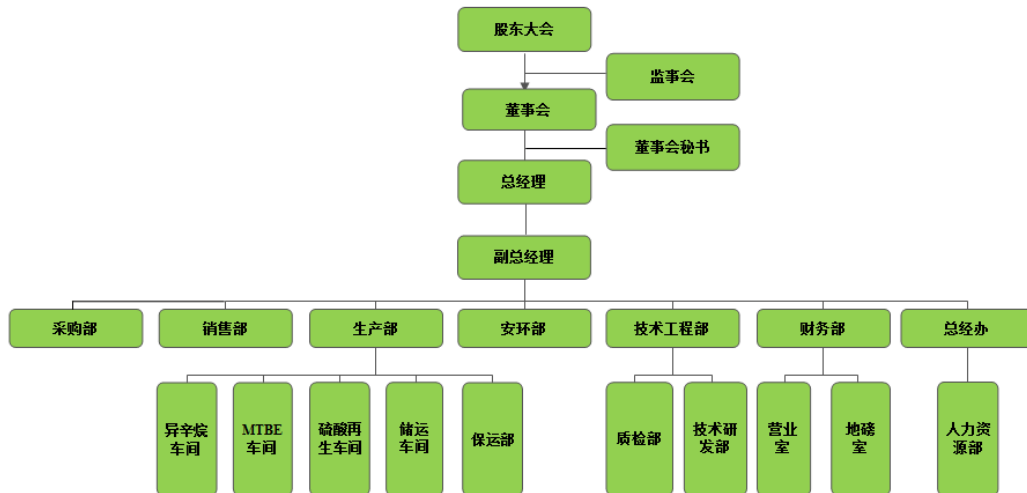 股东大会
监事会
董事会
董事会秘书
总经理
副总经理
采购部
销售部
生产部
安环部
技术工程部
财务部
总经办
异辛烷
车间
MTBE
车间
硫酸再
生车间
储运
车间
保运部
质检部
技术研
发部
营业
室
地磅
室
人力资
源部